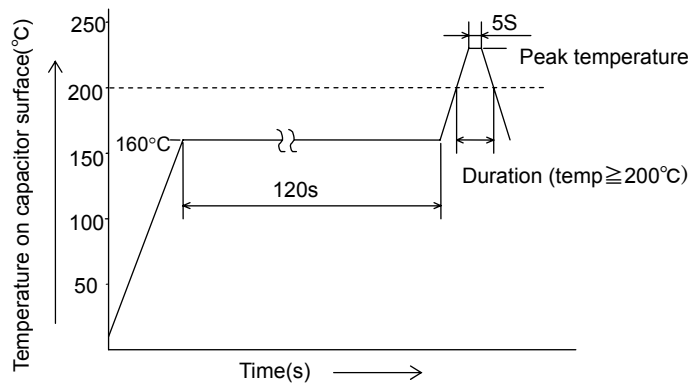 Temperature on capacitor surface(℃)
250
200
160℃
150
100
50
5S
Peak temperature
Duration (temp≧200℃)
120s
Time(s)